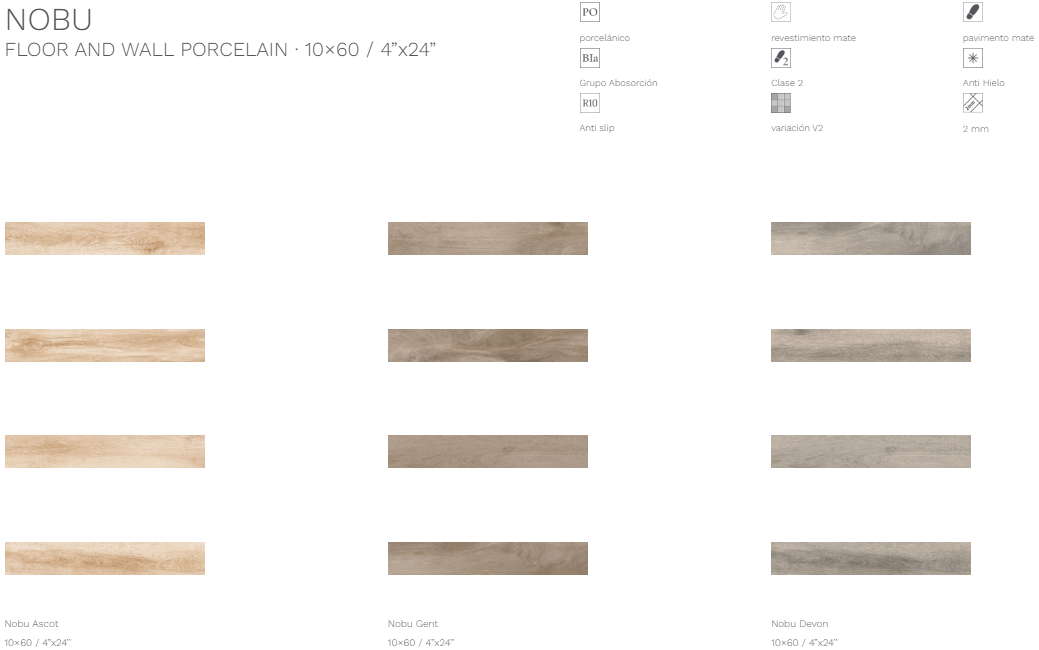 NOBU
FLOOR AND WALL PORCELAIN · 10×60 / 4”x24”
PO
porcelánico
revestimiento mate
pavimento mate
BIa
Grupo Abosorción
2
Clase 2
Anti Hielo
R10
Anti slip
variación V2
2 mm
Nobu Ascot
10×60 / 4”x24”
Nobu Gent
10×60 / 4”x24”
Nobu Devon
10×60 / 4”x24”